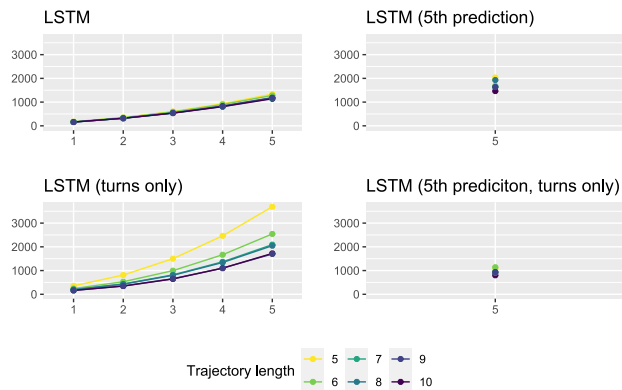 LSTM
LSTM (5th prediction)
3000
2000
1000
0
1 2 3 4 5
3000
2000
1000
0
5
LSTM (turns only)
LSTM (5th prediciton, turns only)
3000
2000
1000
0
1 2 3 4 5
3000
2000
1000
0
5
Trajectory length
5 7 9
6 8 10